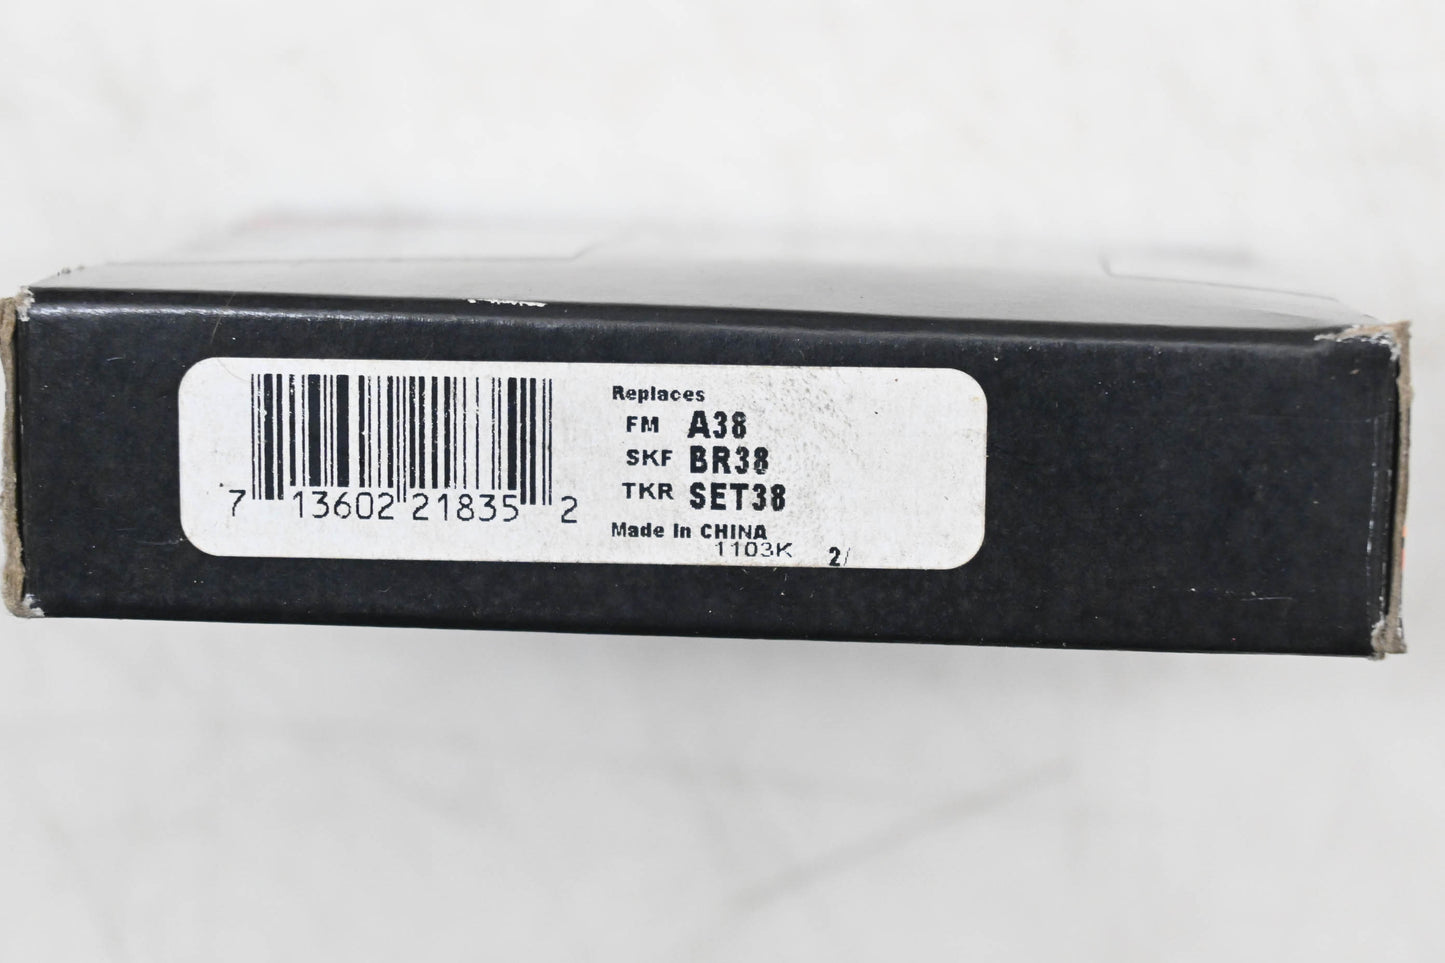 Replaces
FM A38
SKF BR38
TKR SET38
Made In CHINA
1103K 2/
7 13602 21835 2